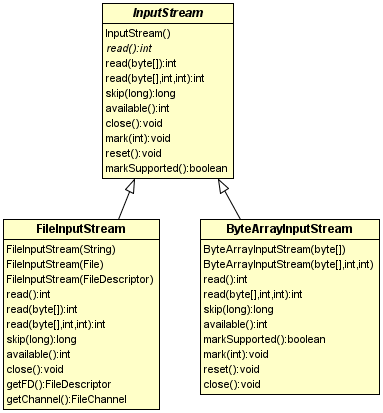 InputStream
InputStream()
read():int
read(byte[]):int
read(byte[],int,int):int
skip(long):long
available():int
close():void
mark(int):void
reset():void
markSupported():boolean
FileInputStream
FileInputStream(String)
FileInputStream(File)
FileInputStream(FileDescriptor)
read():int
read(byte[]):int
read(byte[],int,int):int
skip(long):long
available():int
close():void
getFD():FileDescriptor
getChannel():FileChannel
ByteArrayInputStream
ByteArrayInputStream(byte[])
ByteArrayInputStream(byte[],int,int)
read():int
read(byte[],int,int):int
skip(long):long
available():int
markSupported():boolean
mark(int):void
reset():void
close():void